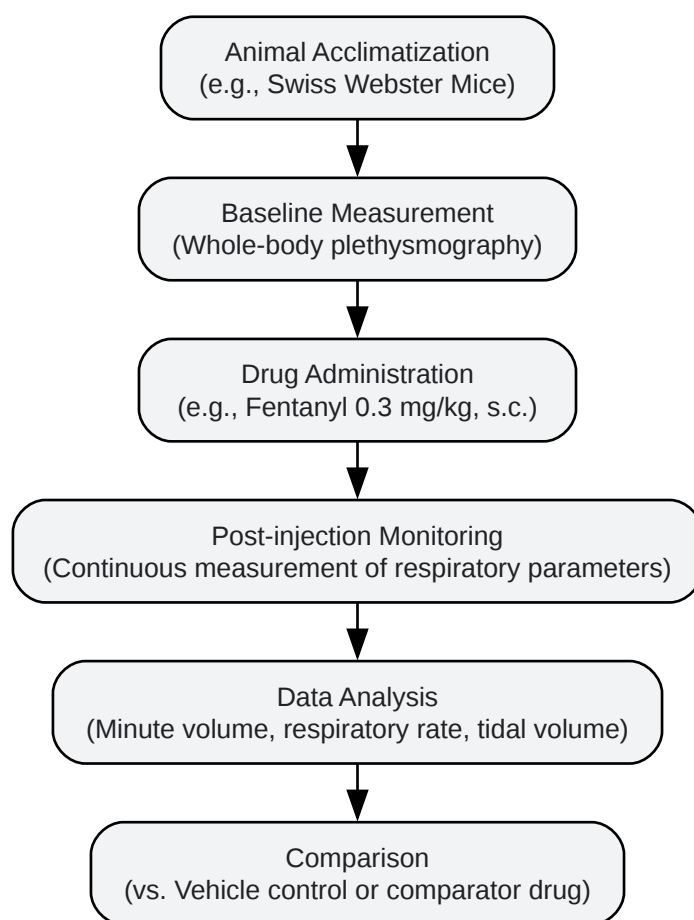 Animal Acclimatization
(e.g., Swiss Webster Mice)
Baseline Measurement
(Whole-body plethysmography)
Drug Administration
(e.g., Fentanyl 0.3 mg/kg, s.c.)
Post-injection Monitoring
(Continuous measurement of respiratory parameters)
Data Analysis
(Minute volume, respiratory rate, tidal volume)
Comparison
(vs. Vehicle control or comparator drug)